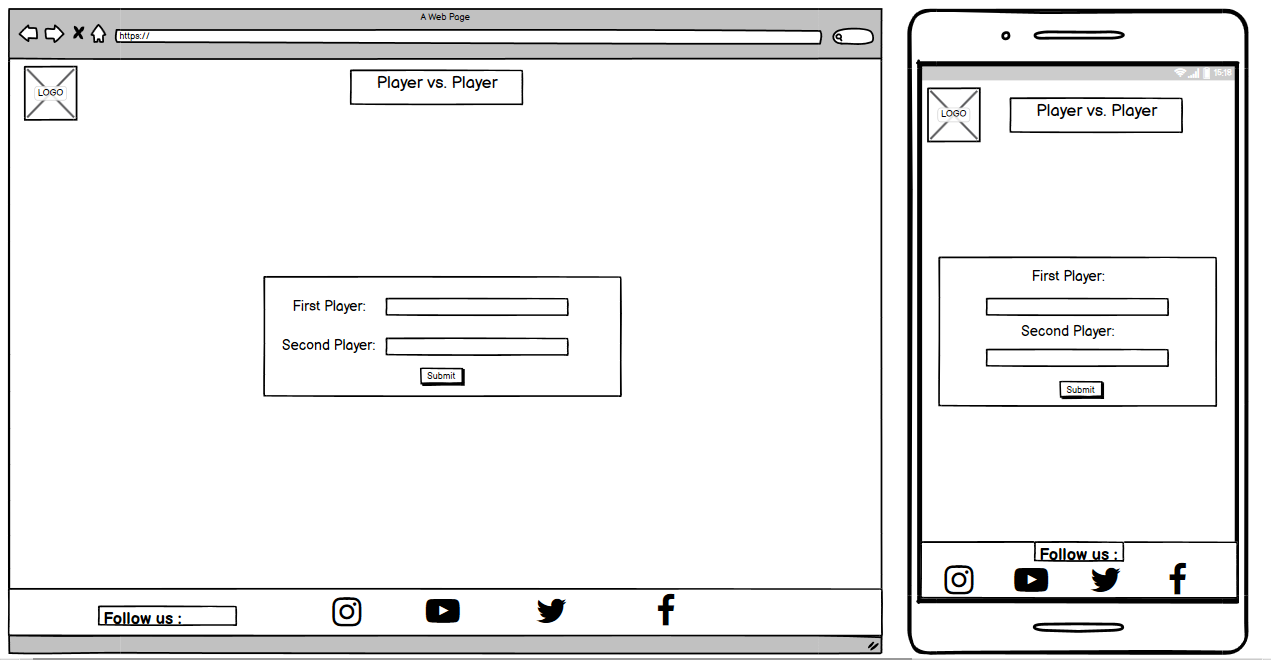 A Web Page
https://
LOGO
Player vs. Player
First Player:
Second Player:
Submit
Follow us :
15:18
LOGO
Player vs. Player
First Player:
Second Player:
Submit
Follow us :